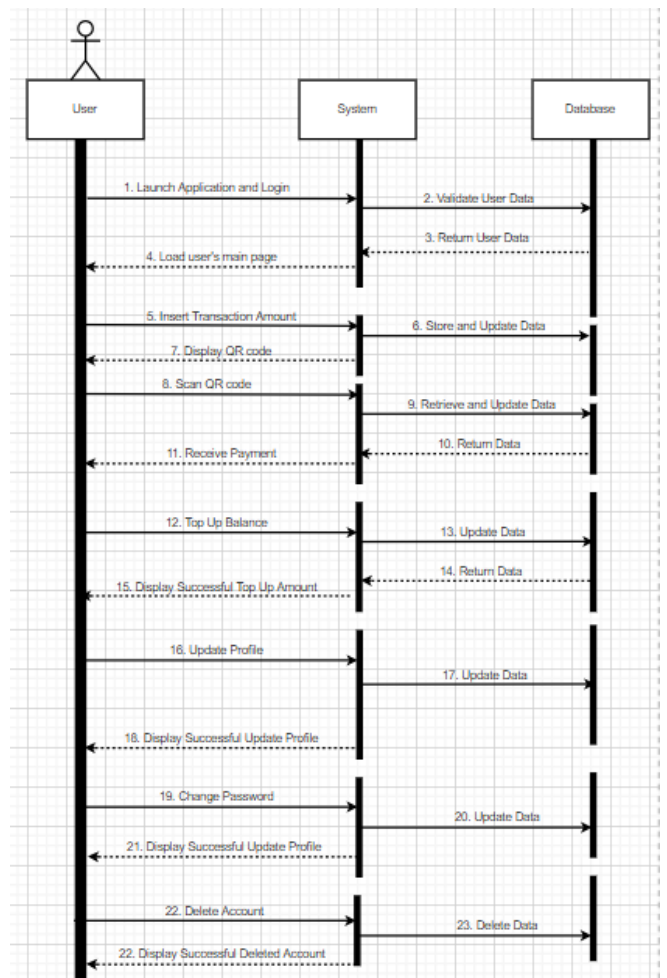 User
System
Database
1. Launch Application and Login
2. Validate User Data
3. Return User Data
4. Load user's main page
5. Insert Transaction Amount
6. Store and Update Data
7. Display QR code
8. Scan QR code
9. Retrieve and Update Data
10. Return Data
11. Receive Payment
12. Top Up Balance
13. Update Data
14. Return Data
15. Display Successful Top Up Amount
16. Update Profile
17. Update Data
18. Display Successful Update Profile
19. Change Password
20. Update Data
21. Display Successful Update Profile
22. Delete Account
23. Delete Data
22. Display Successful Deleted Account